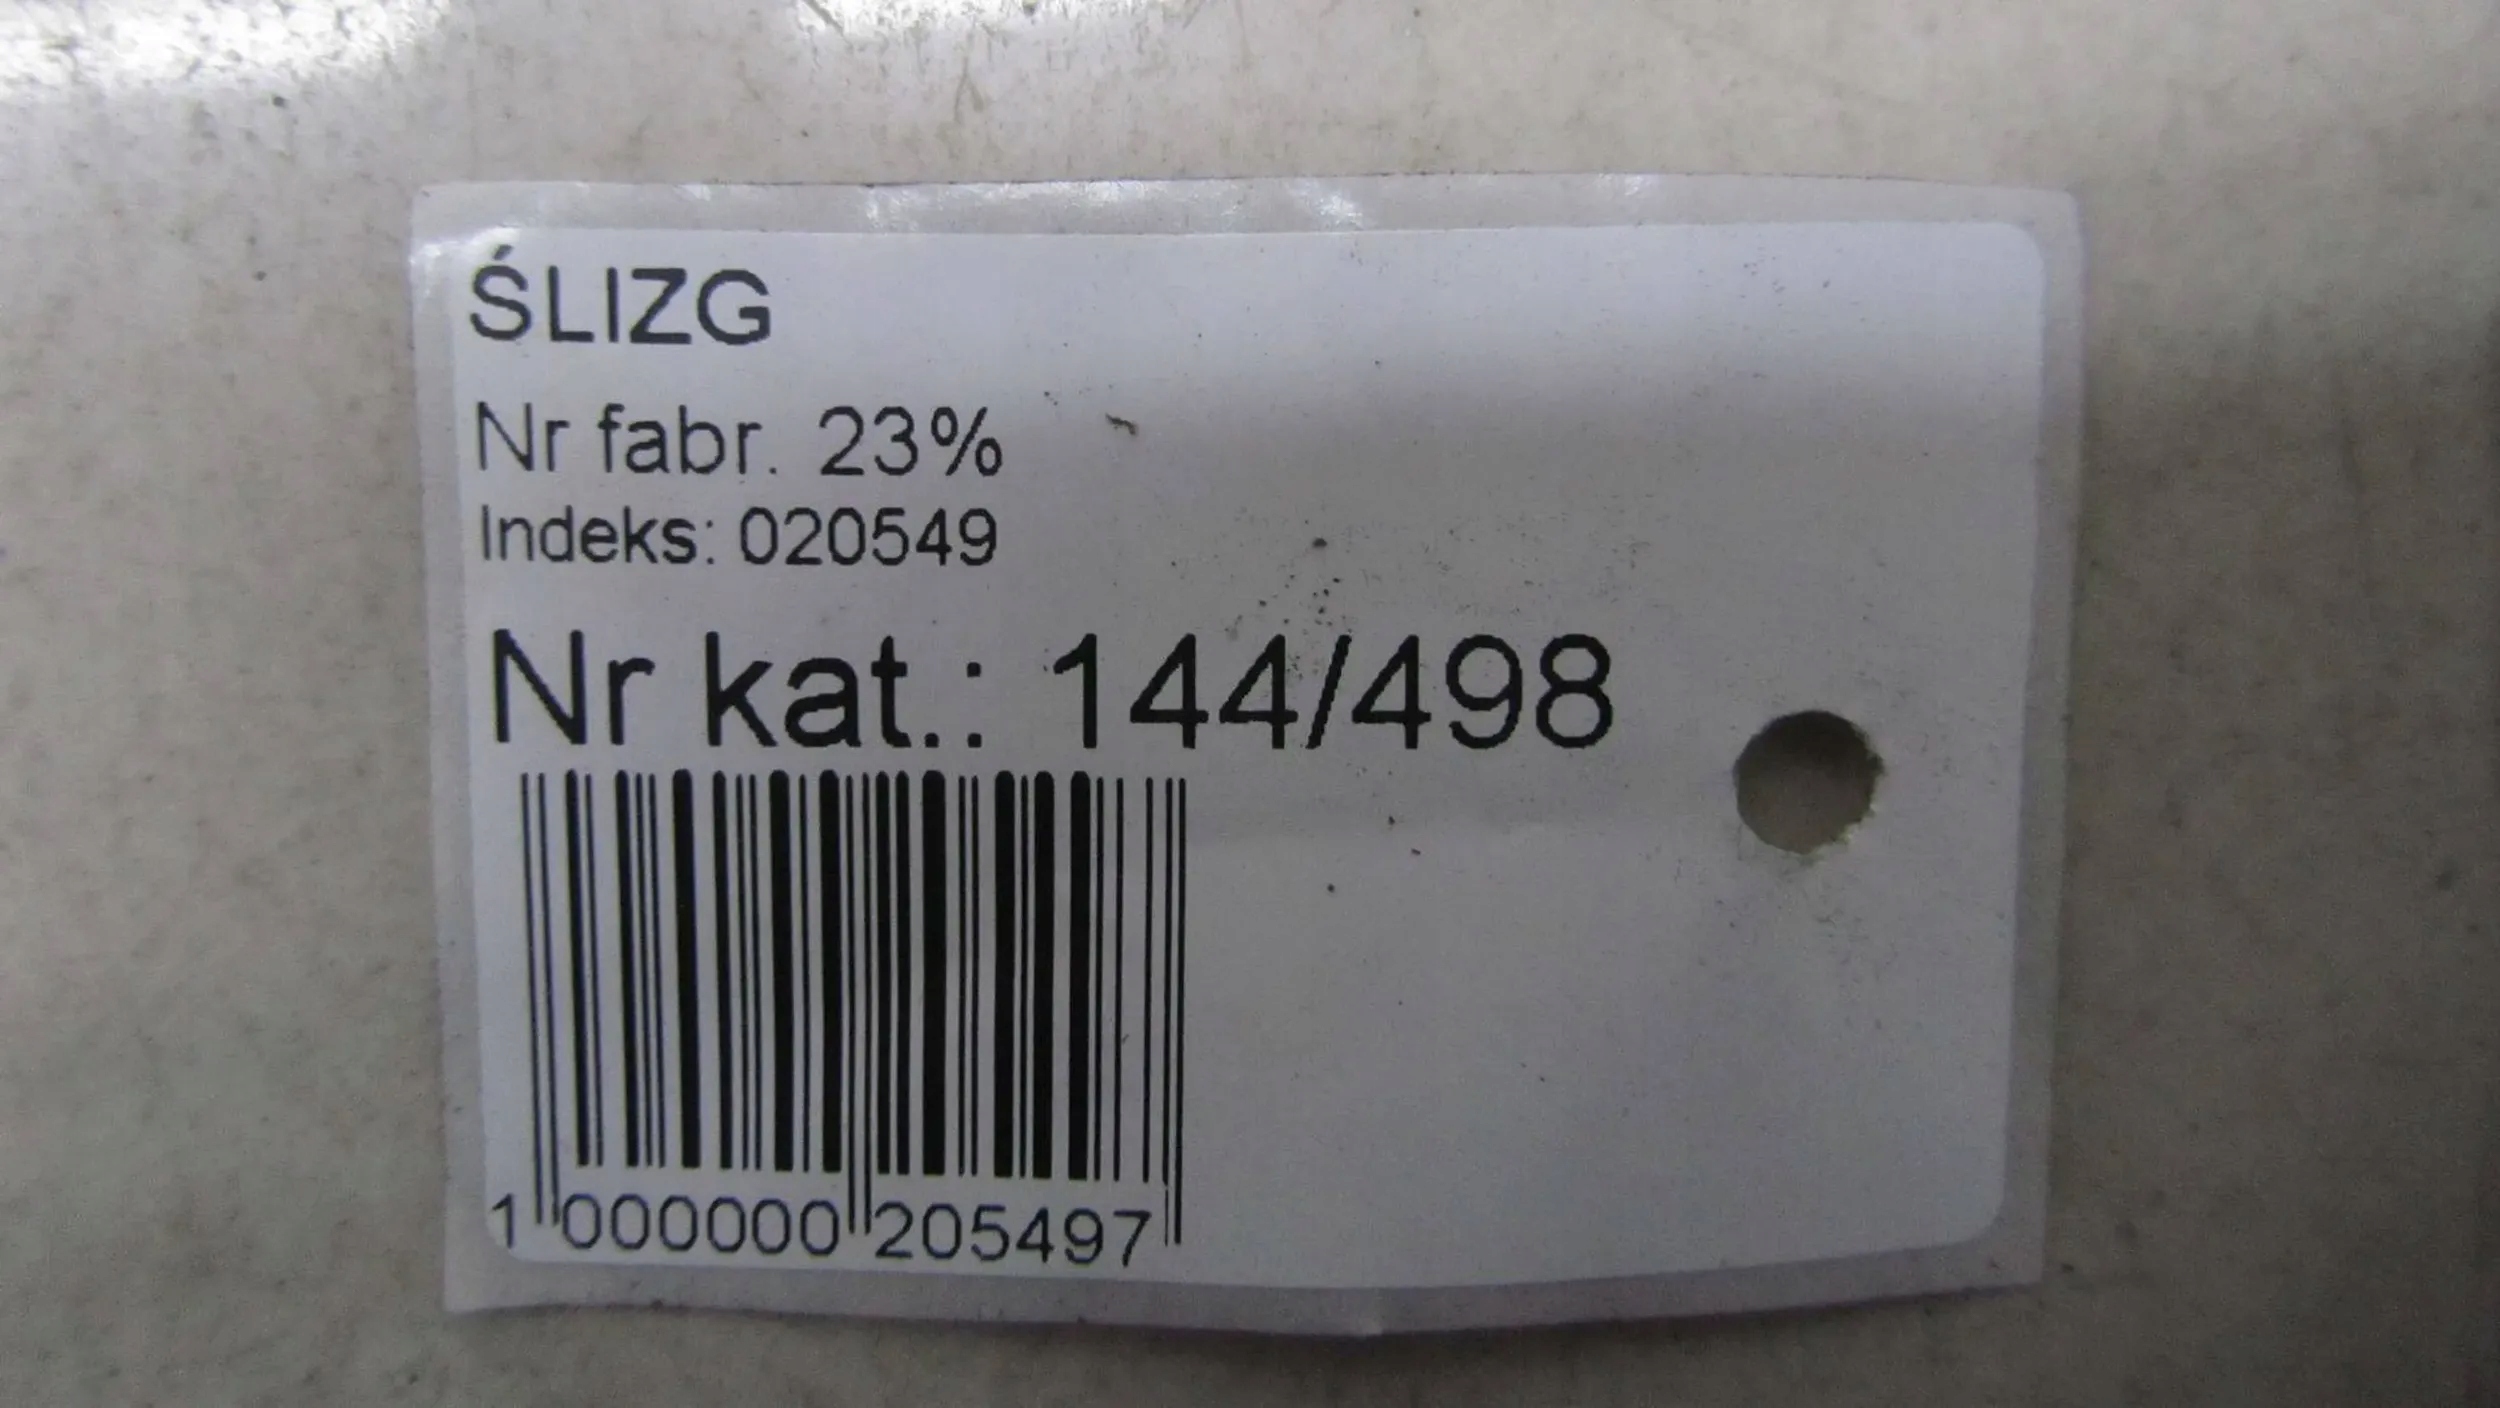 ŚLIZG
Nr fabr. 23%
Indeks: 020549
Nr kat.: 144/498
1 000000 205497